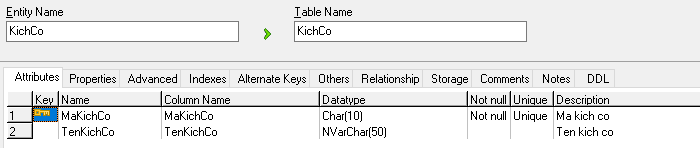 Entity Name Table Name
KichCo KichCo
Attributes Properties Advanced Indexes Alternate Keys Others Relationship Storage Comments Notes DDL
Key Name Column Name Datatype Not null Unique Description
1 MaKichCo MaKichCo Char(10) Not null Unique Ma kich co
2 TenKichCo TenKichCo NVarChar(50) Ten kich co